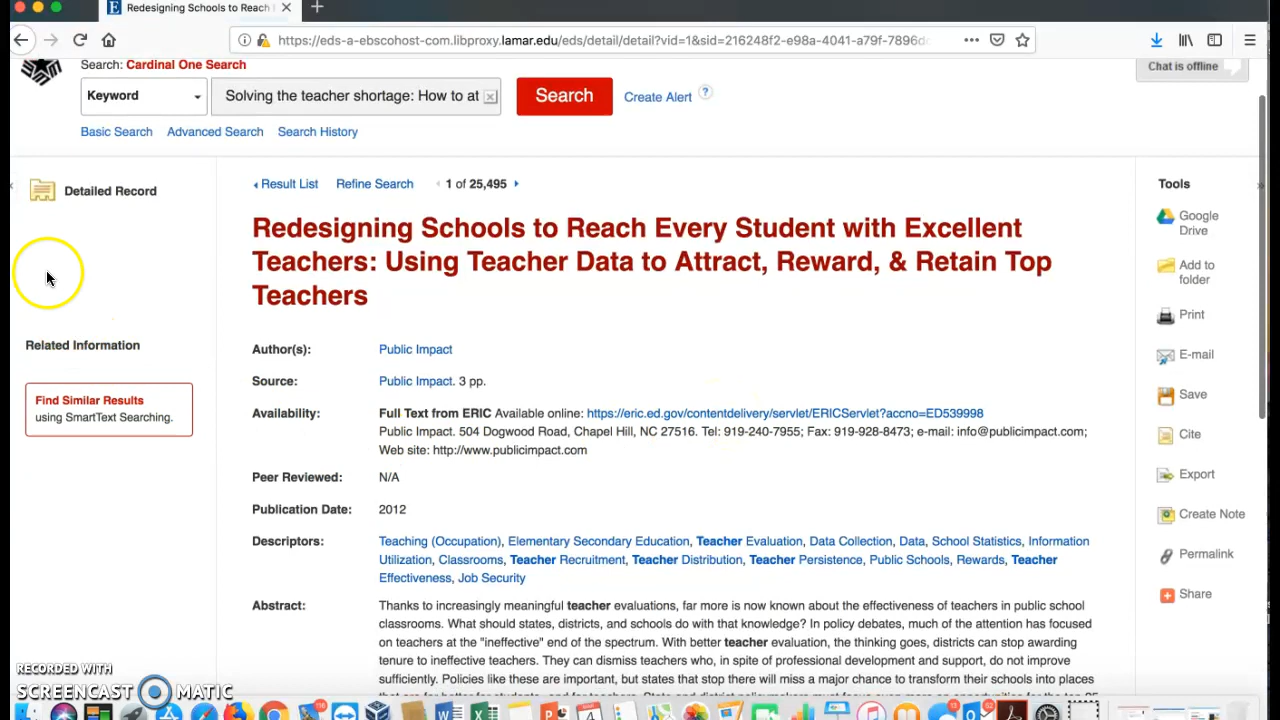 Redesigning Schools to Reach
https://eds-a-ebscohost-com.libproxy.lamar.edu/eds/detail/detail?vid=1&sid=216248f2-e98a-4041-a79f-7896dc
Search: Cardinal One Search
Chat is offline
Keyword
Solving the teacher shortage: How to at
Search
Create Alert
?
Basic Search Advanced Search Search History
Detailed Record
Result List Refine Search 1 of 25,495
Tools
Redesigning Schools to Reach Every Student with Excellent
Teachers: Using Teacher Data to Attract, Reward, & Retain Top
Teachers
Google
Drive
Add to
folder
Print
E-mail
Save
Cite
Export
Create Note
Permalink
Share
Related Information
Find Similar Results
using SmartText Searching.
Author(s): Public Impact
Source: Public Impact. 3 pp.
Availability: Full Text from ERIC Available online: https://eric.ed.gov/contentdelivery/servlet/ERICServlet?accno=ED539998
Public Impact. 504 Dogwood Road, Chapel Hill, NC 27516. Tel: 919-240-7955; Fax: 919-928-8473; e-mail: info@publicimpact.com;
Web site: http://www.publicimpact.com
Peer Reviewed: N/A
Publication Date: 2012
Descriptors: Teaching (Occupation), Elementary Secondary Education, Teacher Evaluation, Data Collection, Data, School Statistics, Information
Utilization, Classrooms, Teacher Recruitment, Teacher Distribution, Teacher Persistence, Public Schools, Rewards, Teacher
Effectiveness, Job Security
Abstract: Thanks to increasingly meaningful teacher evaluations, far more is now known about the effectiveness of teachers in public school
classrooms. What should states, districts, and schools do with that knowledge? In policy debates, much of the attention has focused
on teachers at the "ineffective" end of the spectrum. With better teacher evaluation, the thinking goes, districts can stop awarding
tenure to ineffective teachers. They can dismiss teachers who, in spite of professional development and support, do not improve
sufficiently. Policies like these are important, but states that stop there will miss a major chance to transform their schools into places
RECORDED WITH
SCREENCAST MATIC